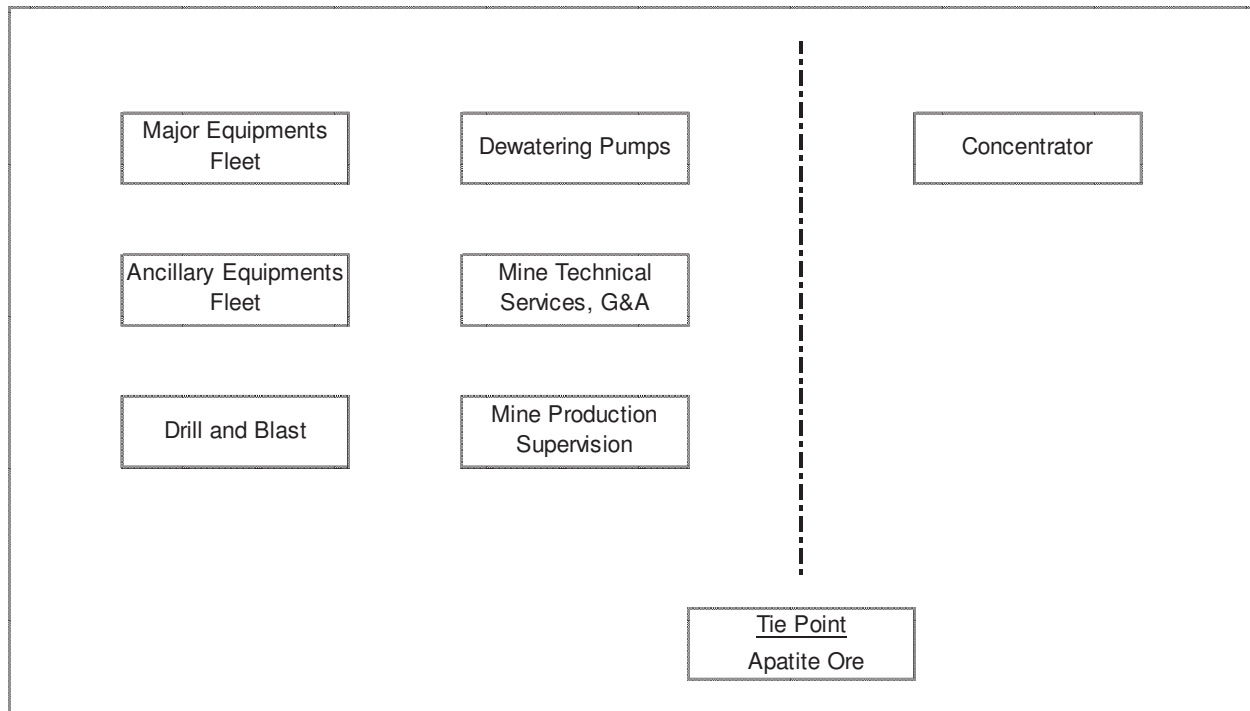 Major Equipments
Fleet
Dewatering Pumps
Concentrator
Ancillary Equipments
Fleet
Mine Technical
Services, G&A
Drill and Blast
Mine Production
Supervision
Tie Point
Apatite Ore